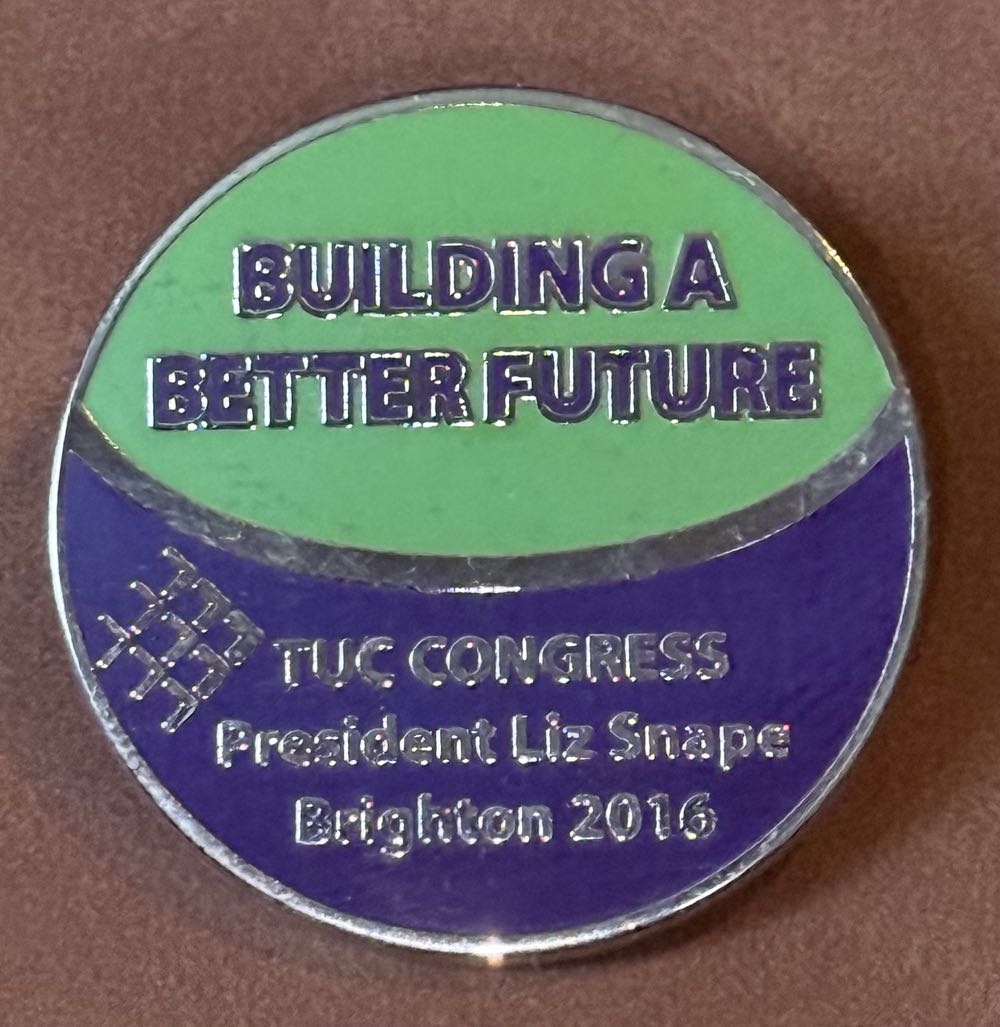 BUILDING A
BETTER FUTURE
TUC CONGRESS
President Liz Snape
Brighton 2016